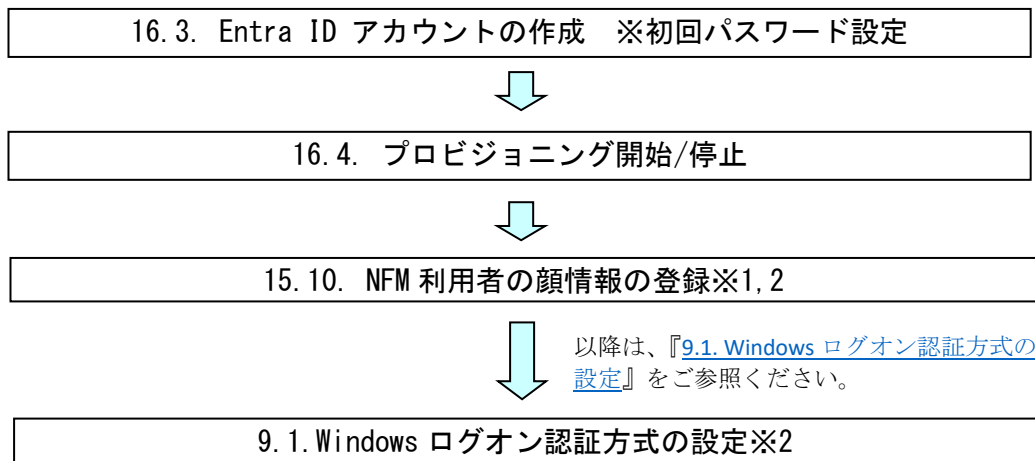 16.3. Entra ID アカウントの作成　※初回パスワード設定
16.4. プロビジョニング開始/停止
15.10. NFM 利用者の顔情報の登録※1,2
以降は、『9.1. Windows ログオン認証方式の
設定』をご参照ください。
9.1.Windows ログオン認証方式の設定※2